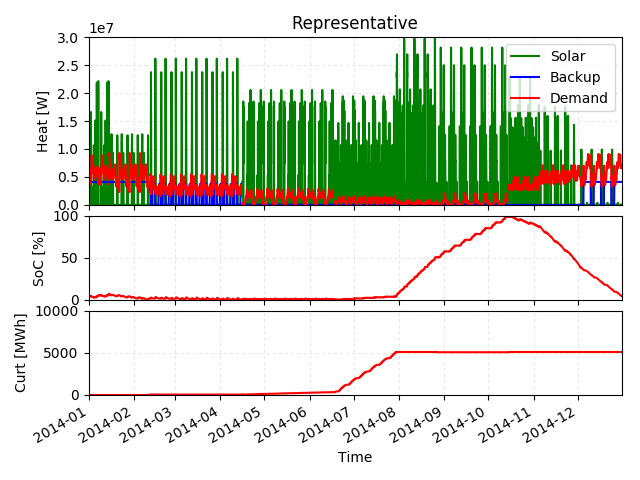 Representative
1e7
3.0
2.5
2.0
1.5
1.0
0.5
0.0
Heat [W]
Solar
Backup
Demand
100
50
0
SoC [%]
10000
5000
0
Curt [MWh]
2014-01
2014-02
2014-03
2014-04
2014-05
2014-06
2014-07
2014-08
2014-09
2014-10
2014-11
2014-12
Time